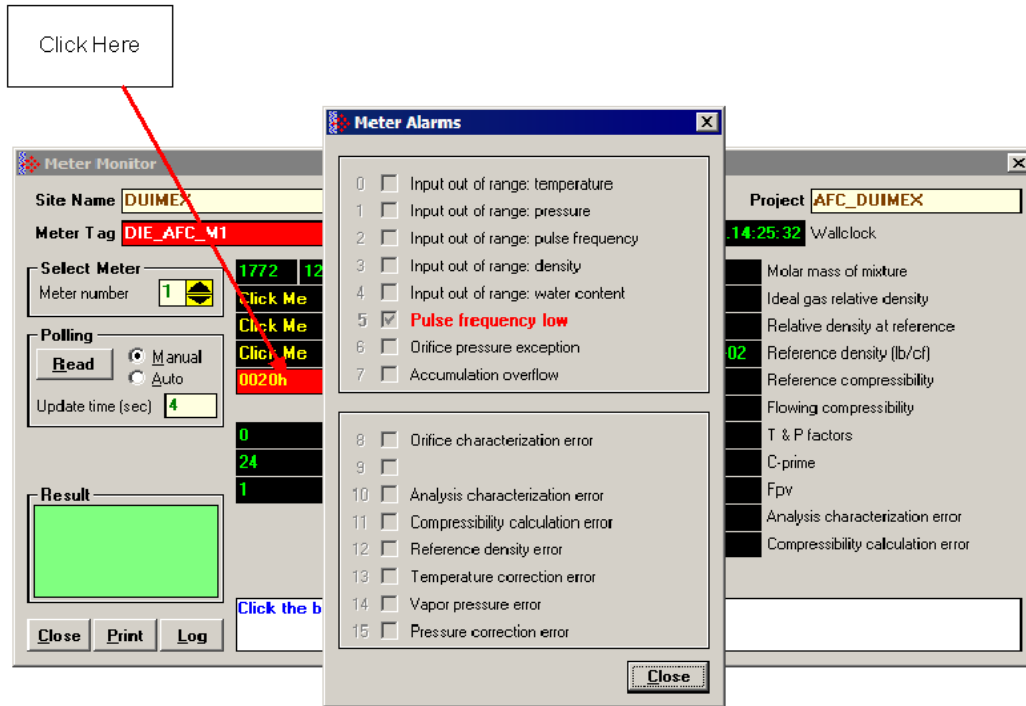 Click Here
Meter Alarms
Meter Monitor
Site Name DUIMEX
Project AFC_DUIMEX
Meter Tag DIE_AFC_M1
.14:25:32 Wallclock
Select Meter
Meter number 1
Polling
Read
Manual
Auto
Update time (sec) 4
Result
Close Print Log
1772 12
Click Me
Click Me
Click Me
0020h
0
24
1
Click the b
0 Input out of range: temperature
1 Input out of range: pressure
2 Input out of range: pulse frequency
3 Input out of range: density
4 Input out of range: water content
5 Pulse frequency low
6 Orifice pressure exception
7 Accumulation overflow
8 Orifice characterization error
9
10 Analysis characterization error
11 Compressibility calculation error
12 Reference density error
13 Temperature correction error
14 Vapor pressure error
15 Pressure correction error
Close
Molar mass of mixture
Ideal gas relative density
Relative density at reference
-02 Reference density (lb/cf)
Reference compressibility
Flowing compressibility
T & P factors
C-prime
Fpv
Analysis characterization error
Compressibility calculation error